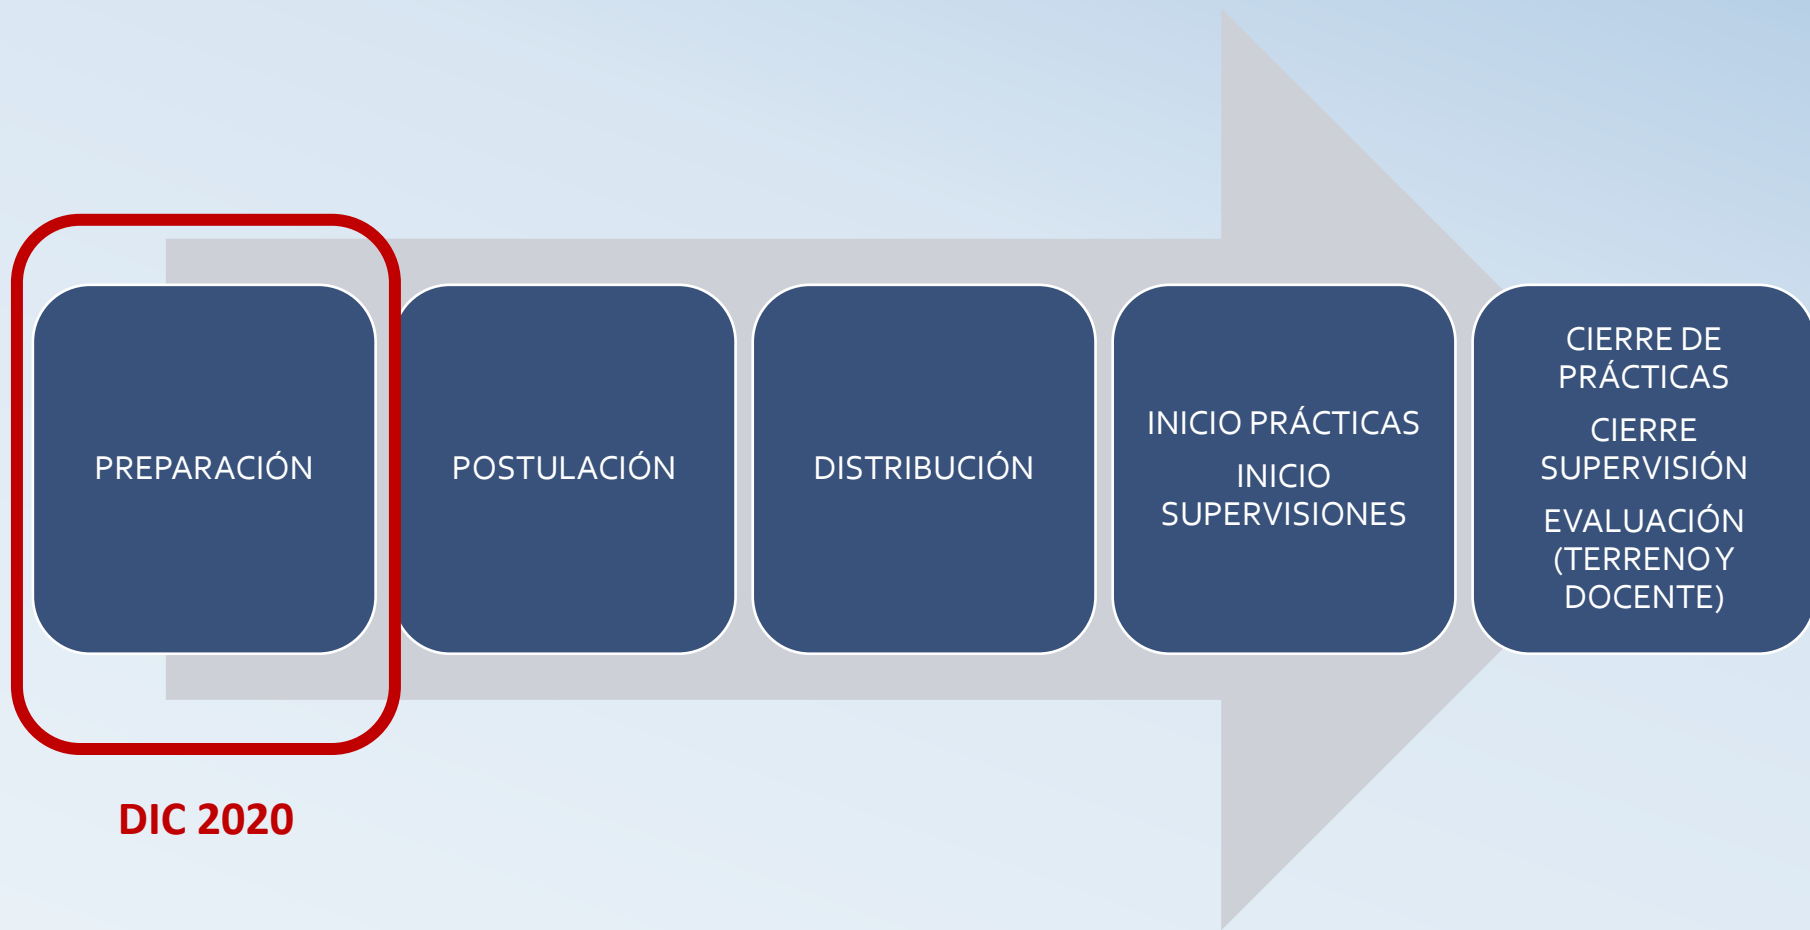 PREPARACIÓN
POSTULACIÓN
DISTRIBUCIÓN
INICIO PRÁCTICAS
INICIO
SUPERVISIONES
CIERRE DE
PRÁCTICAS
CIERRE
SUPERVISIÓN
EVALUACIÓN
(TERRENO Y
DOCENTE)
DIC 2020